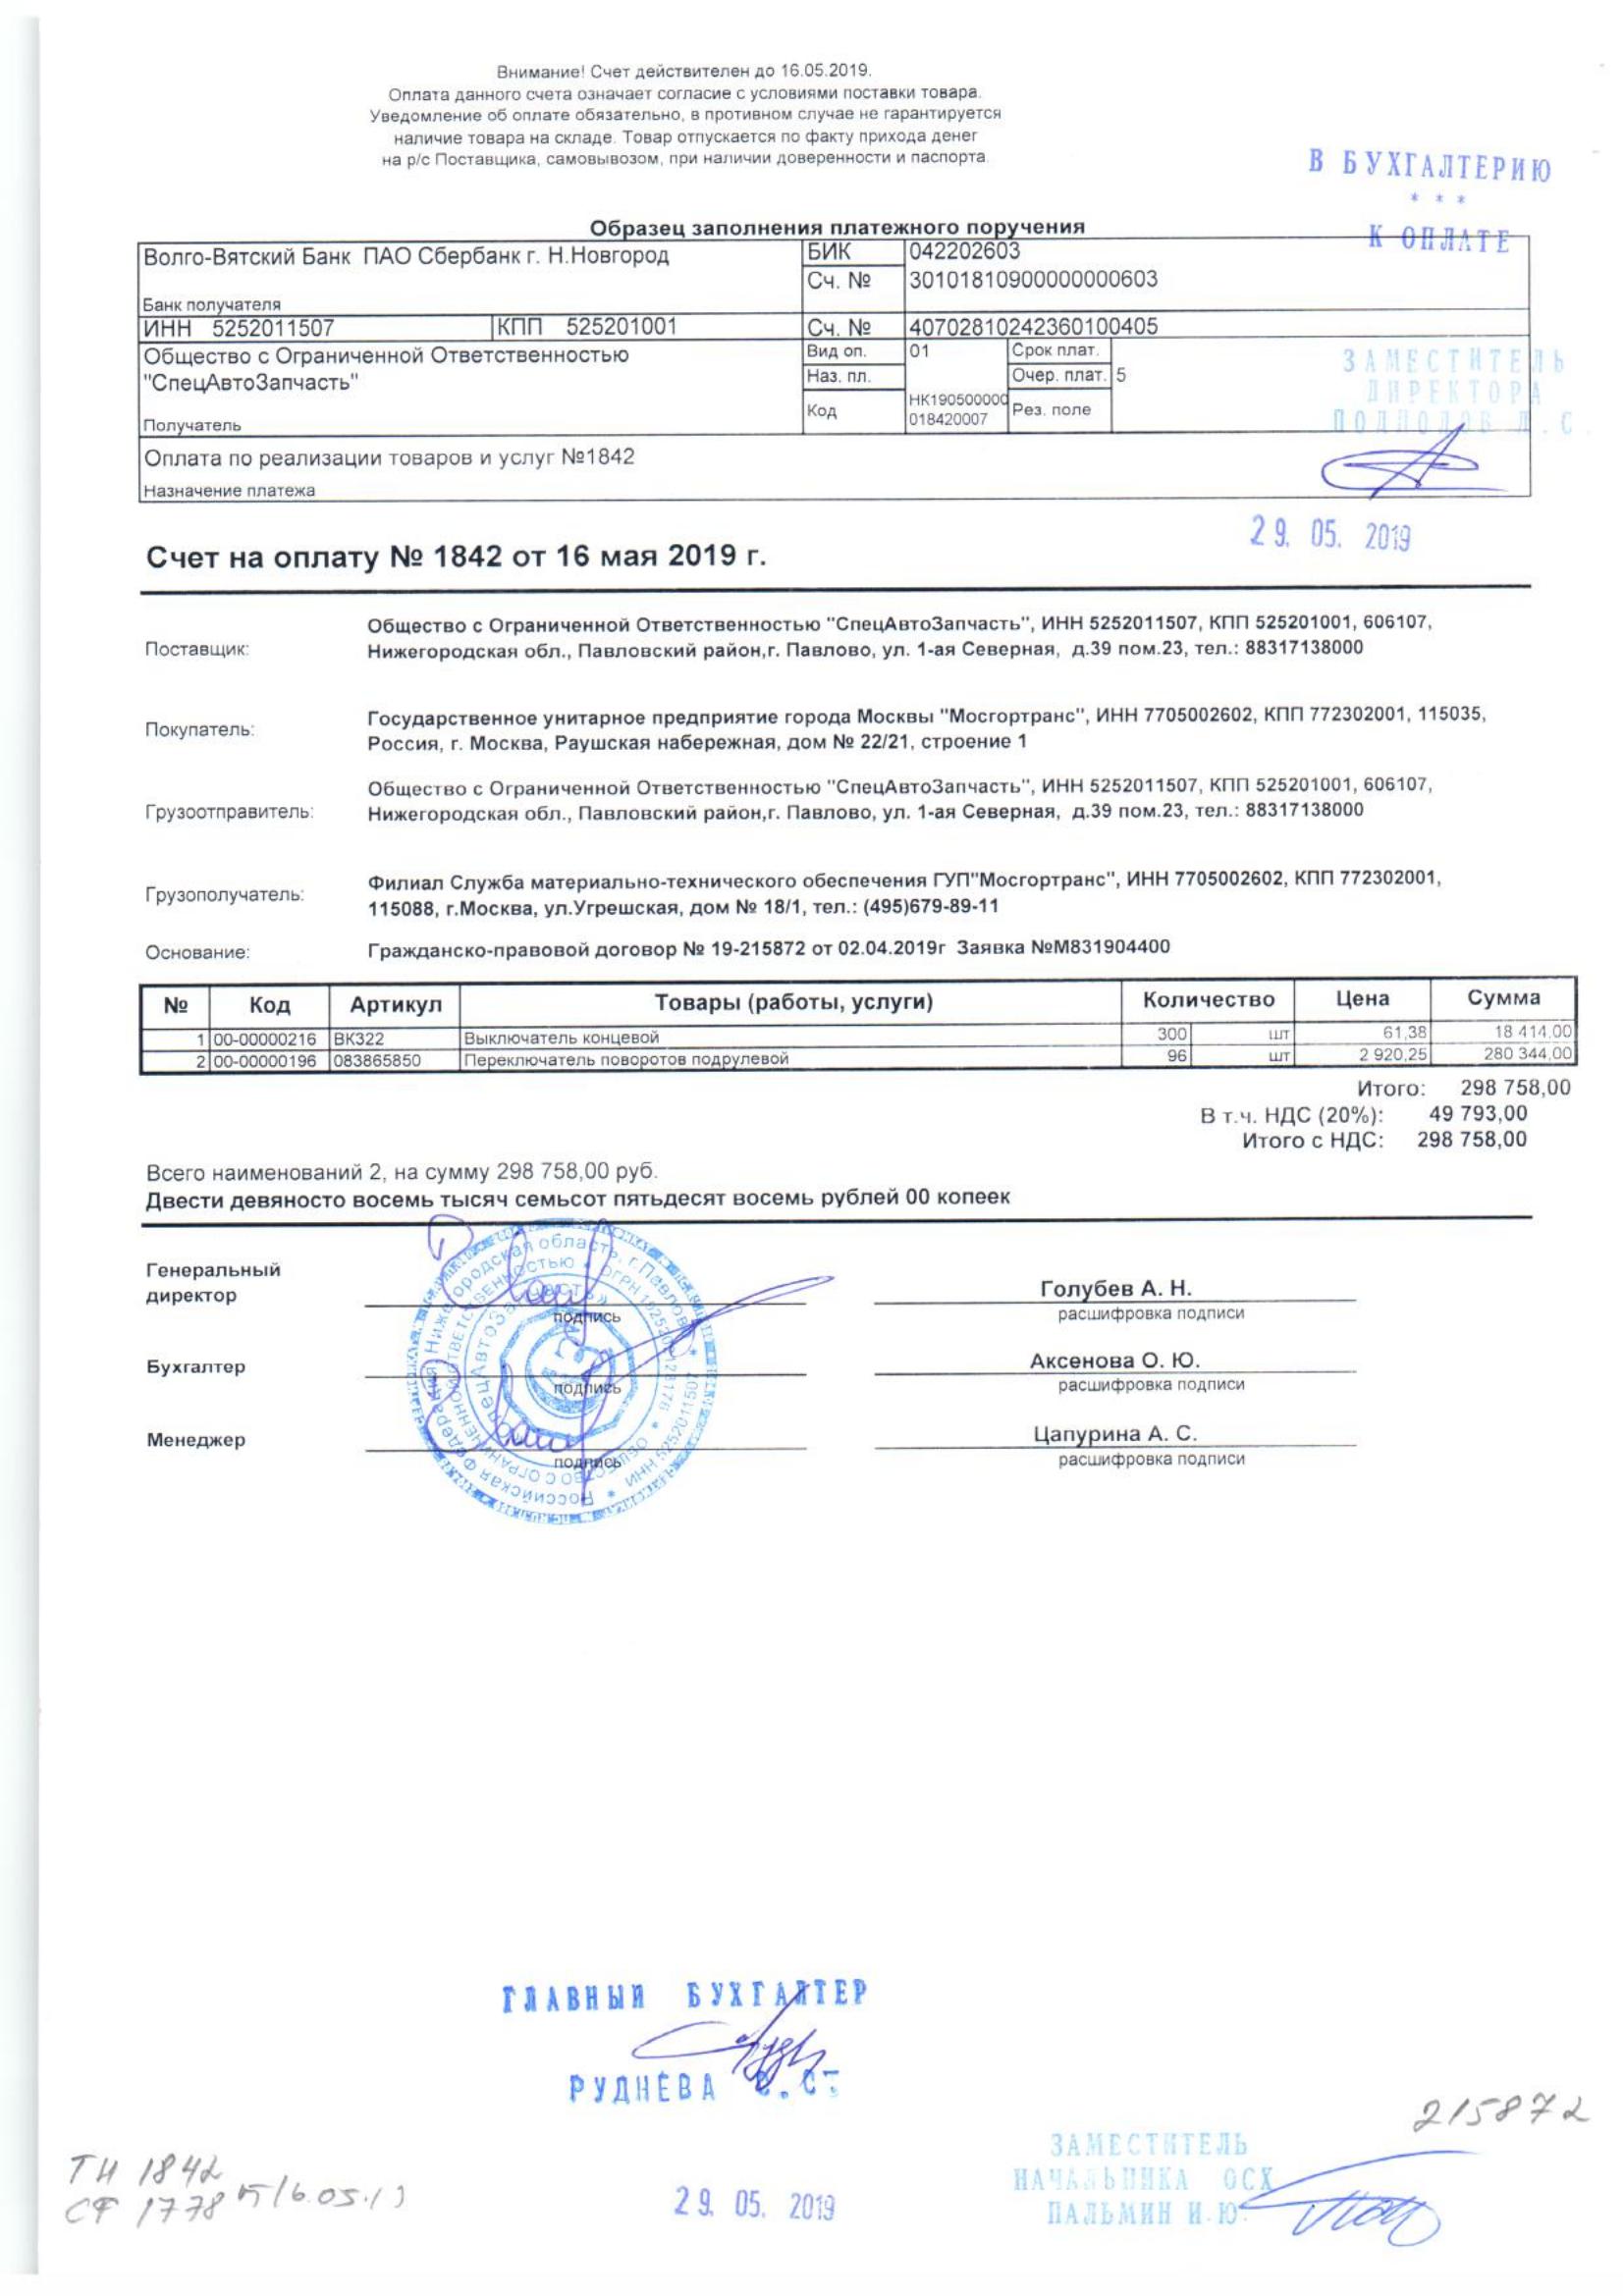 Внимание! Счет действителен до 16.05.2019.
Оплата данного счета означает согласие с условиями поставки товара.
Уведомление об оплате обязательно, в противном случае не гарантируется
наличие товара на складе. Товар отпускается по факту прихода денег
на р/с Поставщика, самовывозом, при наличии доверенности и паспорта.
В БУХГАЛТЕРИЮ
* * *
К ОПЛАТЕ
Образец заполнения платежного поручения
Волго-Вятский Банк ПАО Сбербанк г. Н.Новгород БИК 042202603
Сч. № 30101810900000000603
Банк получателя
ИНН 5252011507 КПП 525201001 Сч. № 40702810242360100405
Общество с Ограниченной Ответственностью Вид оп. 01 Срок плат.
"СпецАвтоЗапчасть" Наз. пл. Очер. плат. 5
Код НК190500000 Рез. поле
018420007
Получатель
ЗАМЕСТИТЕЛЬ
ДИРЕКТОРА
Оплата по реализации товаров и услуг №1842
Назначение платежа
29. 05. 2019
Счет на оплату № 1842 от 16 мая 2019 г.
Поставщик: Общество с Ограниченной Ответственностью "СпецАвтоЗапчасть", ИНН 5252011507, КПП 525201001, 606107,
Нижегородская обл., Павловский район,г. Павлово, ул. 1-ая Северная, д.39 пом.23, тел.: 88317138000
Покупатель: Государственное унитарное предприятие города Москвы "Мосгортранс", ИНН 7705002602, КПП 772302001, 115035,
Россия, г. Москва, Раушская набережная, дом № 22/21, строение 1
Грузоотправитель: Общество с Ограниченной Ответственностью "СпецАвтоЗапчасть", ИНН 5252011507, КПП 525201001, 606107,
Нижегородская обл., Павловский район,г. Павлово, ул. 1-ая Северная, д.39 пом.23, тел.: 88317138000
Грузополучатель: Филиал Служба материально-технического обеспечения ГУП"Мосгортранс", ИНН 7705002602, КПП 772302001,
115088, г.Москва, ул.Угрешская, дом № 18/1, тел.: (495)679-89-11
Основание: Гражданско-правовой договор № 19-215872 от 02.04.2019г Заявка №М831904400
№ Код Артикул Товары (работы, услуги) Количество Цена Сумма
1 00-00000216 ВК322 Выключатель концевой 300 шт 61,38 18 414,00
2 00-00000196 083865850 Переключатель поворотов подрулевой 96 шт 2 920,25 280 344,00
Итого: 298 758,00
В т.ч. НДС (20%): 49 793,00
Итого с НДС: 298 758,00
Всего наименований 2, на сумму 298 758,00 руб.
Двести девяносто восемь тысяч семьсот пятьдесят восемь рублей 00 копеек
Генеральный
директор Голубев А. Н.
подпись расшифровка подписи
Бухгалтер Аксенова О. Ю.
подпись расшифровка подписи
Менеджер Цапурина А. С.
подпись расшифровка подписи
ГЛАВНЫЙ БУХГАЛТЕР
РУДНЕВА
215872
ЗАМЕСТИТЕЛЬ
НАЧАЛЬНИКА ОСХ
ПАЛЬМИН И.Ю.
ТН 1842
СФ 1778
29. 05. 2019